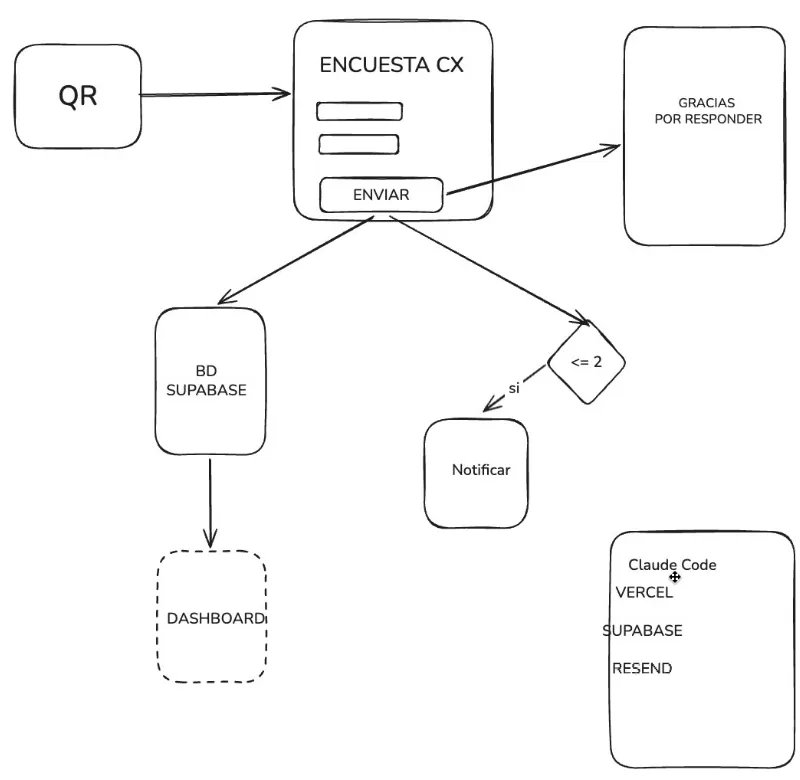 QR
ENCUESTA CX
ENVIAR
GRACIAS
POR RESPONDER
BD
SUPABASE
<= 2
si
Notificar
DASHBOARD
Claude Code
VERCEL
SUPABASE
RESEND